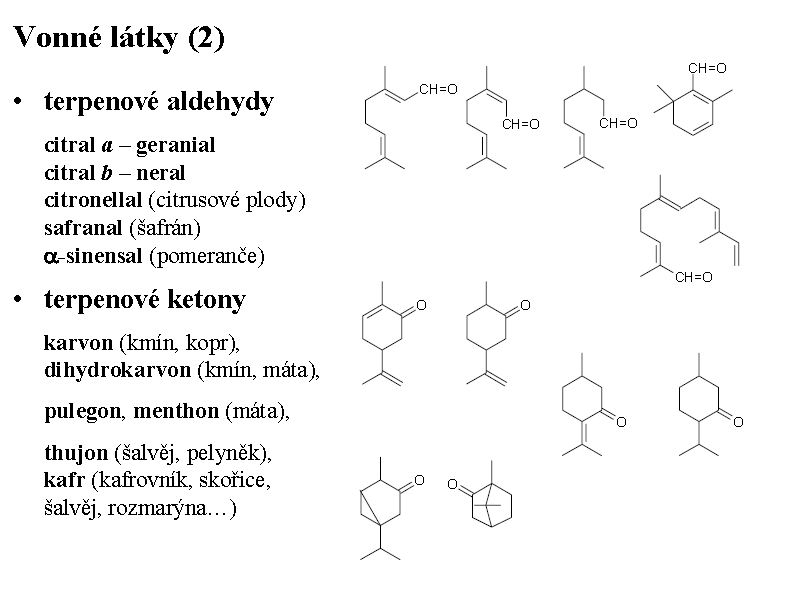 Vonné látky (2)
• terpenové aldehydy
citral a – geranial
citral b – neral
citronellal (citrusové plody)
safranal (šafrán)
α-sinensal (pomeranče)
CH=O
CH=O
CH=O
CH=O
CH=O
• terpenové ketony
karvon (kmín, kopr),
dihydrokarvon (kmín, máta),
pulegon, menthon (máta),
thujon (šalvěj, pelyněk),
kafr (kafrovník, skořice,
šalvěj, rozmarýna…)
O
O
O
O
O
O